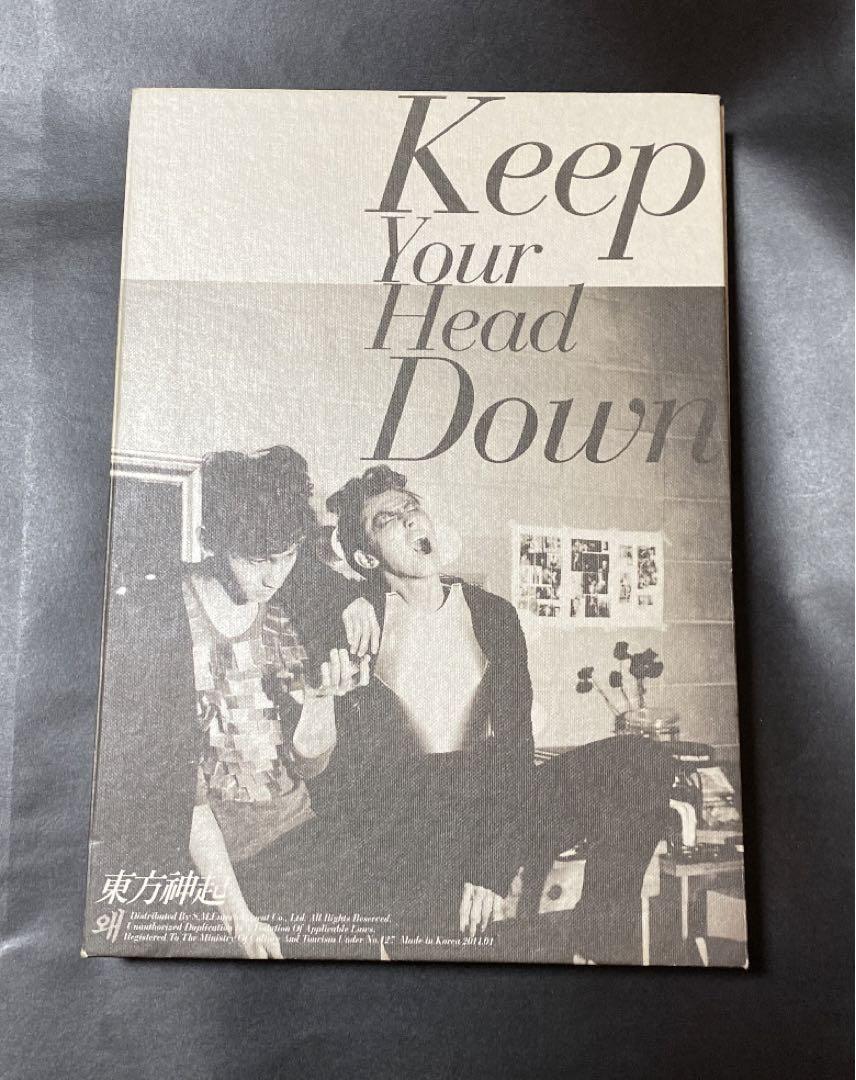 Keep
Your
Head
Down
東方神起
왜
Distributed By S.M.Entertainment Co., Ltd. All Rights Reserved.
Unauthorized Duplication Is A Violation Of Applicable Laws.
Registered To The Ministry Of Culture And Tourism Under No.127 Made in Korea 2011.01